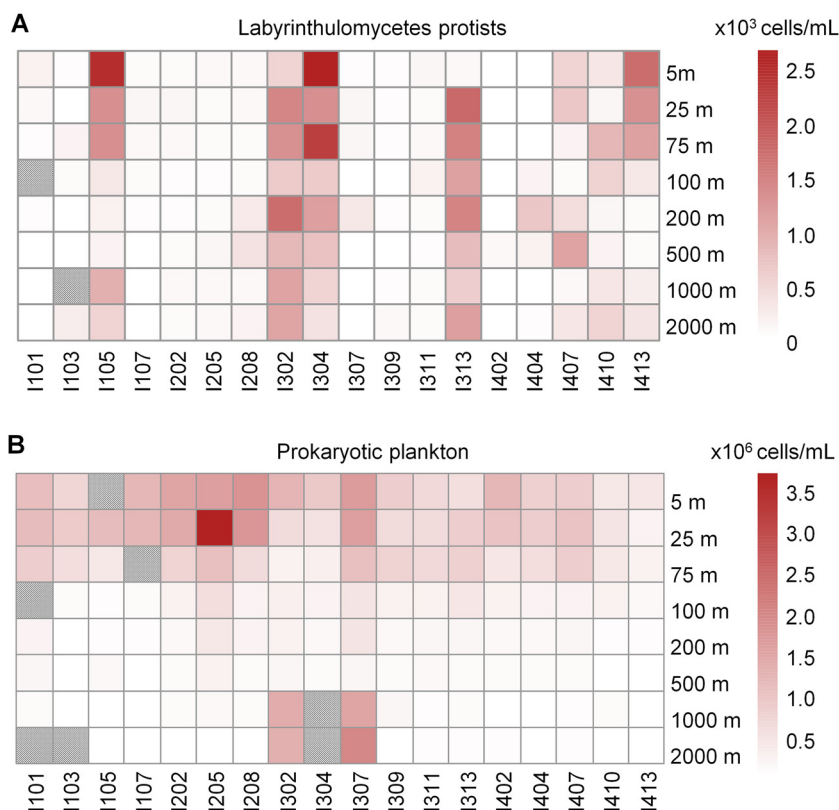 A
Labyrinthulomycetes protists
x10³ cells/mL
5m
25 m
75 m
100 m
200 m
500 m
1000 m
2000 m
2.5
2.0
1.5
1.0
0.5
0
I101 I103 I105 I107 I202 I205 I208 I302 I304 I307 I309 I311 I313 I402 I404 I407 I410 I413
B
Prokaryotic plankton
x10⁶ cells/mL
5 m
25 m
75 m
100 m
200 m
500 m
1000 m
2000 m
3.5
3.0
2.5
2.0
1.5
1.0
0.5
I101 I103 I105 I107 I202 I205 I208 I302 I304 I307 I309 I311 I313 I402 I404 I407 I410 I413